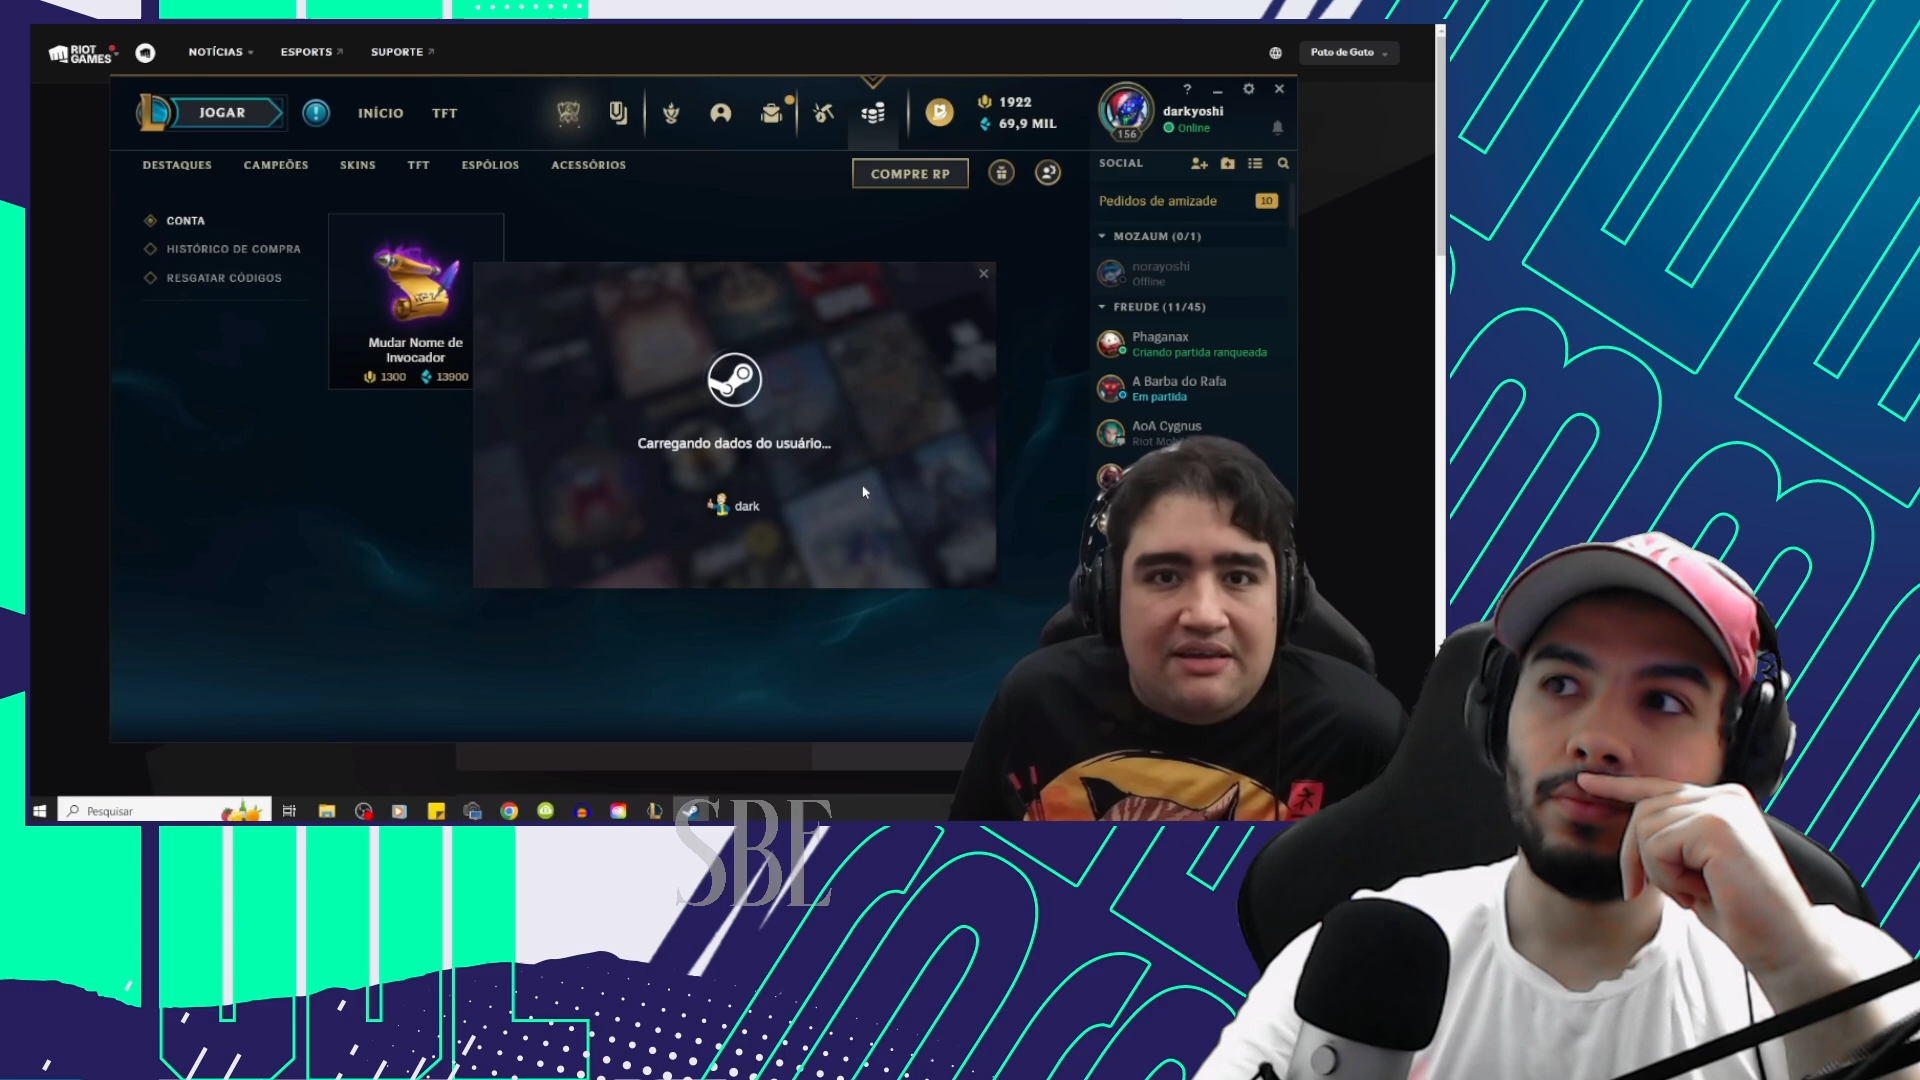 RIOT GAMES
NOTÍCIAS
ESPORTS
SUPORTE
Pato de Gato
JOGAR
INÍCIO
TFT
1922
69,9 MIL
156
darkyoshi
Online
DESTAQUES
CAMPEÕES
SKINS
TFT
ESPÓLIOS
ACESSÓRIOS
COMPRE RP
SOCIAL
Pedidos de amizade
10
CONTA
HISTÓRICO DE COMPRA
RESGATAR CÓDIGOS
Mudar Nome de
Invocador
1300
13900
Carregando dados do usuário...
dark
MOZAUM (0/1)
norayoshi
Offline
FREUDE (11/45)
Phaganax
Criando partida ranqueada
A Barba do Rafa
Em partida
AoA Cygnus
Riot
Pesquisar
SBE